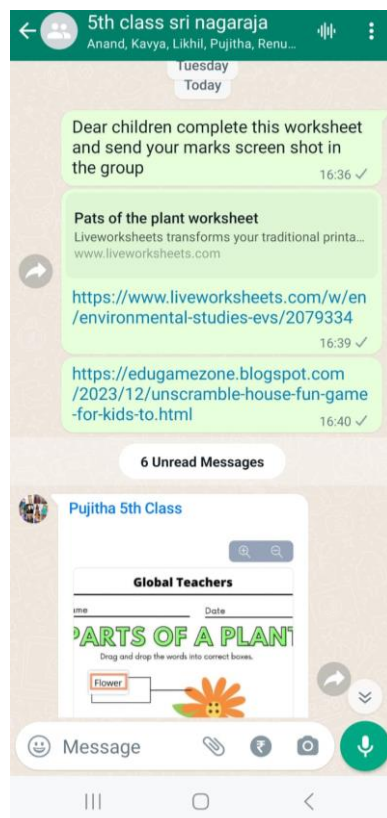 5th class sri nagaraja
Anand, Kavya, Likhil, Pujitha, Renu...
Tuesday
Today
Dear children complete this worksheet
and send your marks screen shot in
the group
16:36
Pats of the plant worksheet
Liveworksheets transforms your traditional printa...
www.liveworksheets.com
https://www.liveworksheets.com/w/en
/environmental-studies-evs/2079334
16:39
https://edugamezone.blogspot.com
/2023/12/unscramble-house-fun-game
-for-kids-to.html
16:40
6 Unread Messages
Pujitha 5th Class
Global Teachers
ame Date
PARTS OF A PLANT
Drag and drop the words into correct boxes.
Flower
Message